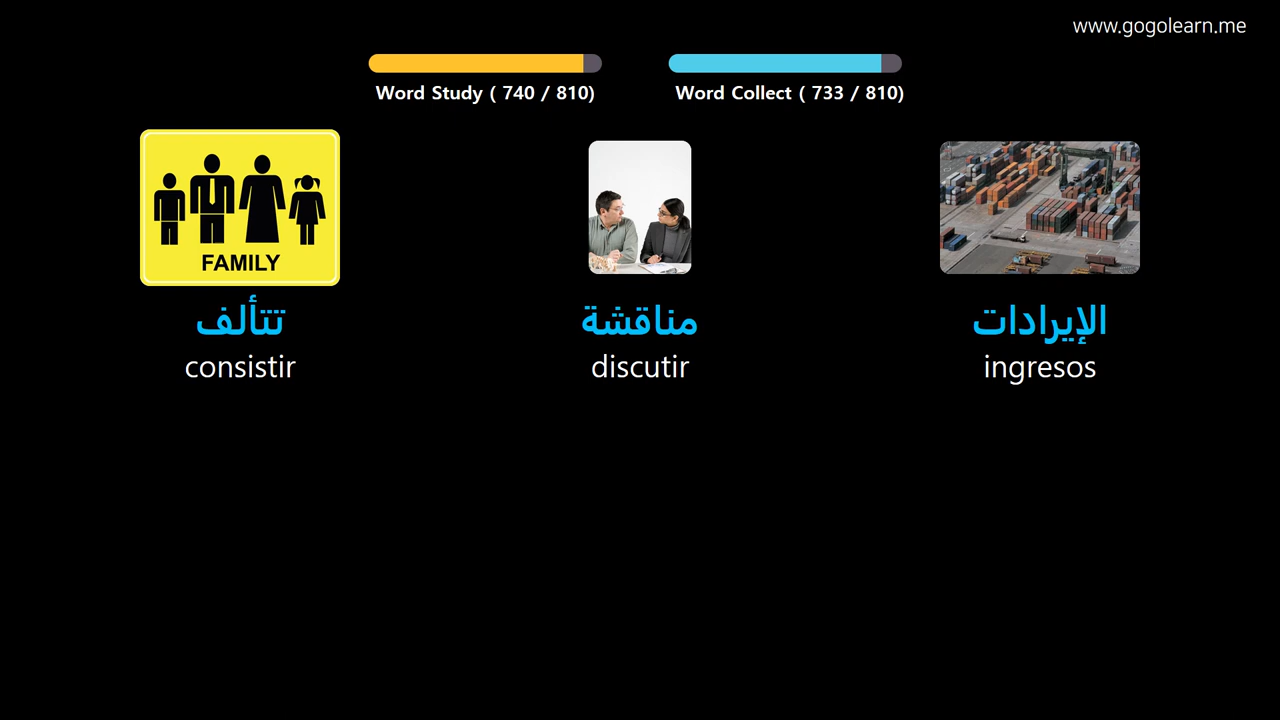 www.gogolearn.me
Word Study ( 740 / 810)
Word Collect ( 733 / 810)
FAMILY
تتألف
consistir
مناقشة
discutir
الإيرادات
ingresos